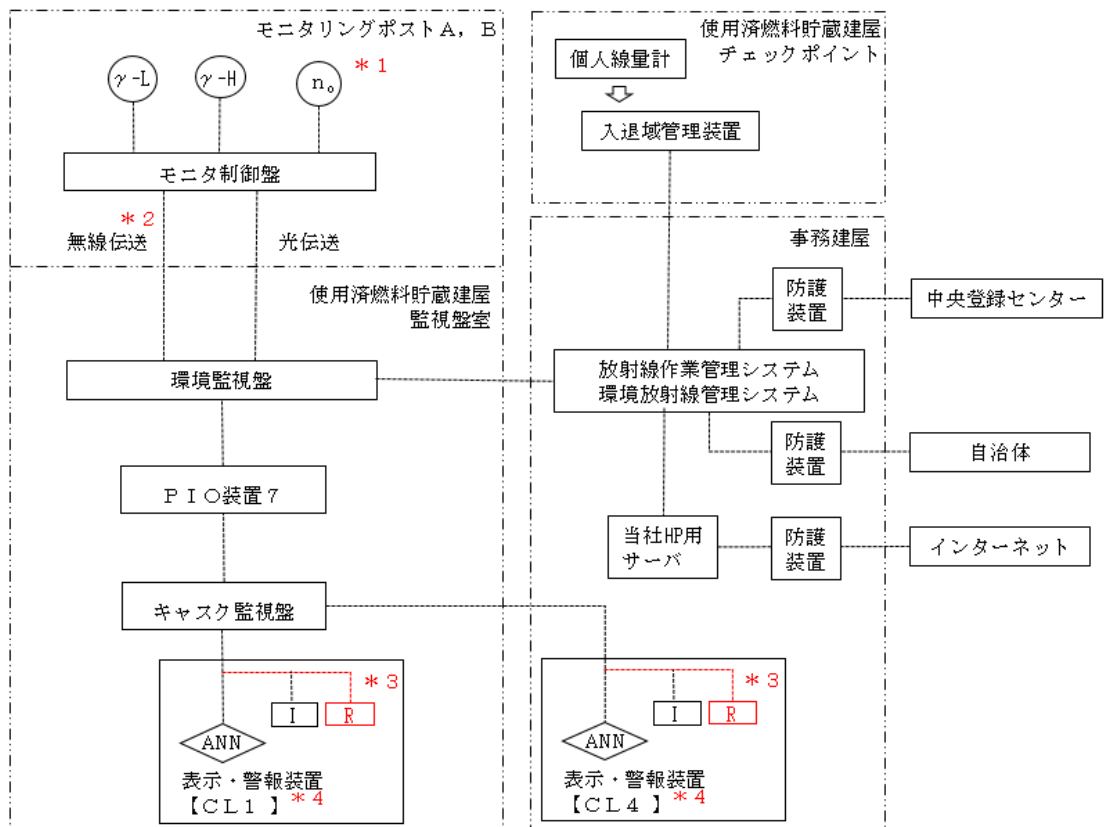 モニタリングポストA，B
γ-L
γ-H
n₀
＊1
モニタ制御盤
＊2
無線伝送
光伝送
使用済燃料貯蔵建屋
チェックポイント
個人線量計
入退域管理装置
使用済燃料貯蔵建屋
監視盤室
環境監視盤
PIO装置7
キャスク監視盤
＊3
I
R
ANN
表示・警報装置
【CL1】
＊4
事務建屋
防護
装置
中央登録センター
放射線作業管理システム
環境放射線管理システム
防護
装置
自治体
当社HP用
サーバ
防護
装置
インターネット
＊3
I
R
ANN
表示・警報装置
【CL4】
＊4